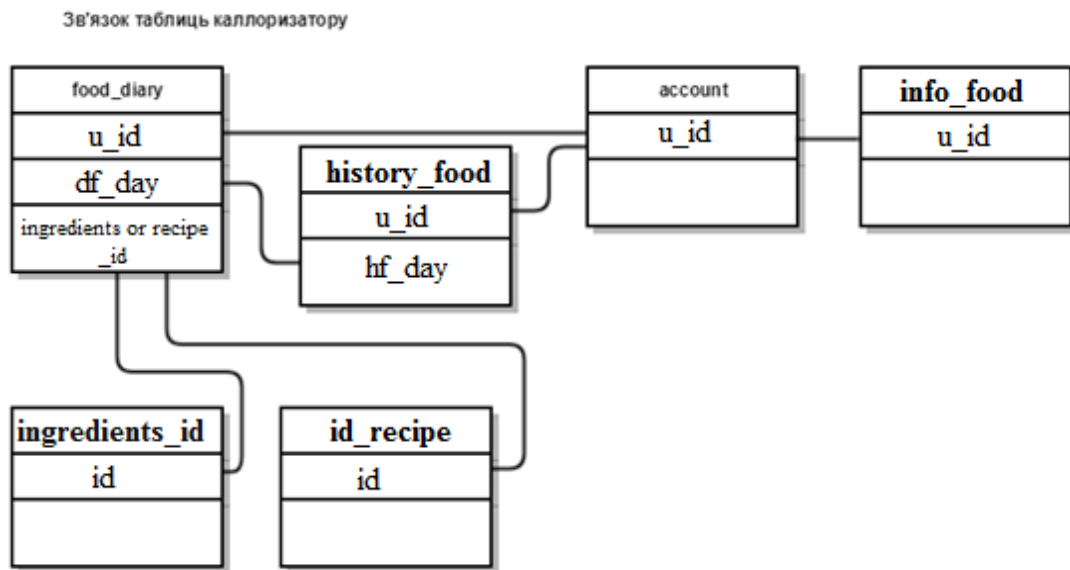 Зв'язок таблиць каллоризатору
food_diary
u_id
df_day
ingredients or recipe
_id
history_food
u_id
hf_day
account
u_id
info_food
u_id
ingredients_id
id
id_recipe
id